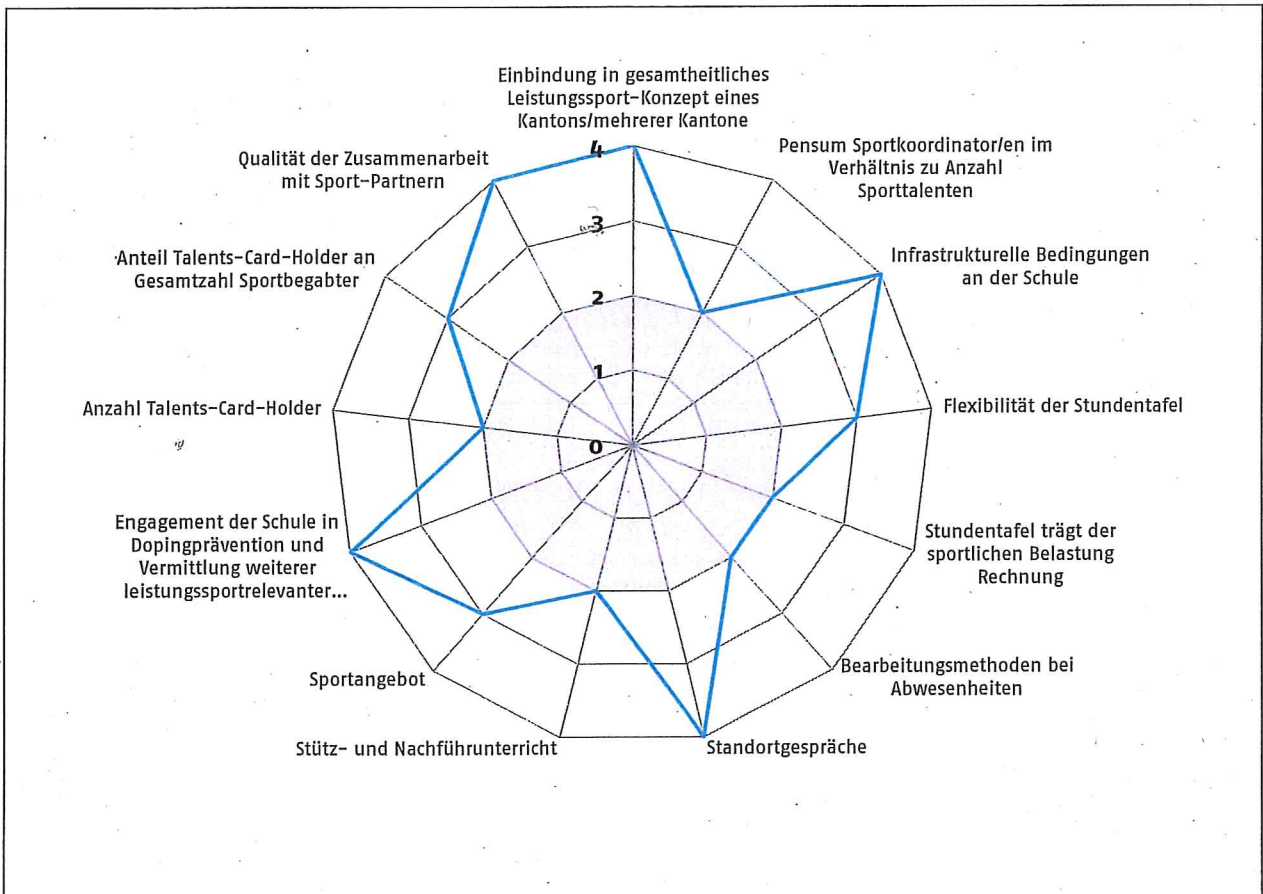 Einbindung in gesamtheitliches
Leistungssport-Konzept eines
Kantons/mehrerer Kantone
Pensum Sportkoordinator/en im
Verhältnis zu Anzahl
Sporttalenten
Infrastrukturelle Bedingungen
an der Schule
Flexibilität der Stundentafel
Stundentafel trägt der
sportlichen Belastung
Rechnung
Bearbeitungsmethoden bei
Abwesenheiten
Standortgespräche
Stütz- und Nachführunterricht
Sportangebot
Engagement der Schule in
Dopingprävention und
Vermittlung weiterer
leistungssportrelevanter...
Anzahl Talents-Card-Holder
Anteil Talents-Card-Holder an
Gesamtzahl Sportbegabter
Qualität der Zusammenarbeit
mit Sport-Partnern
4
3
2
1
0